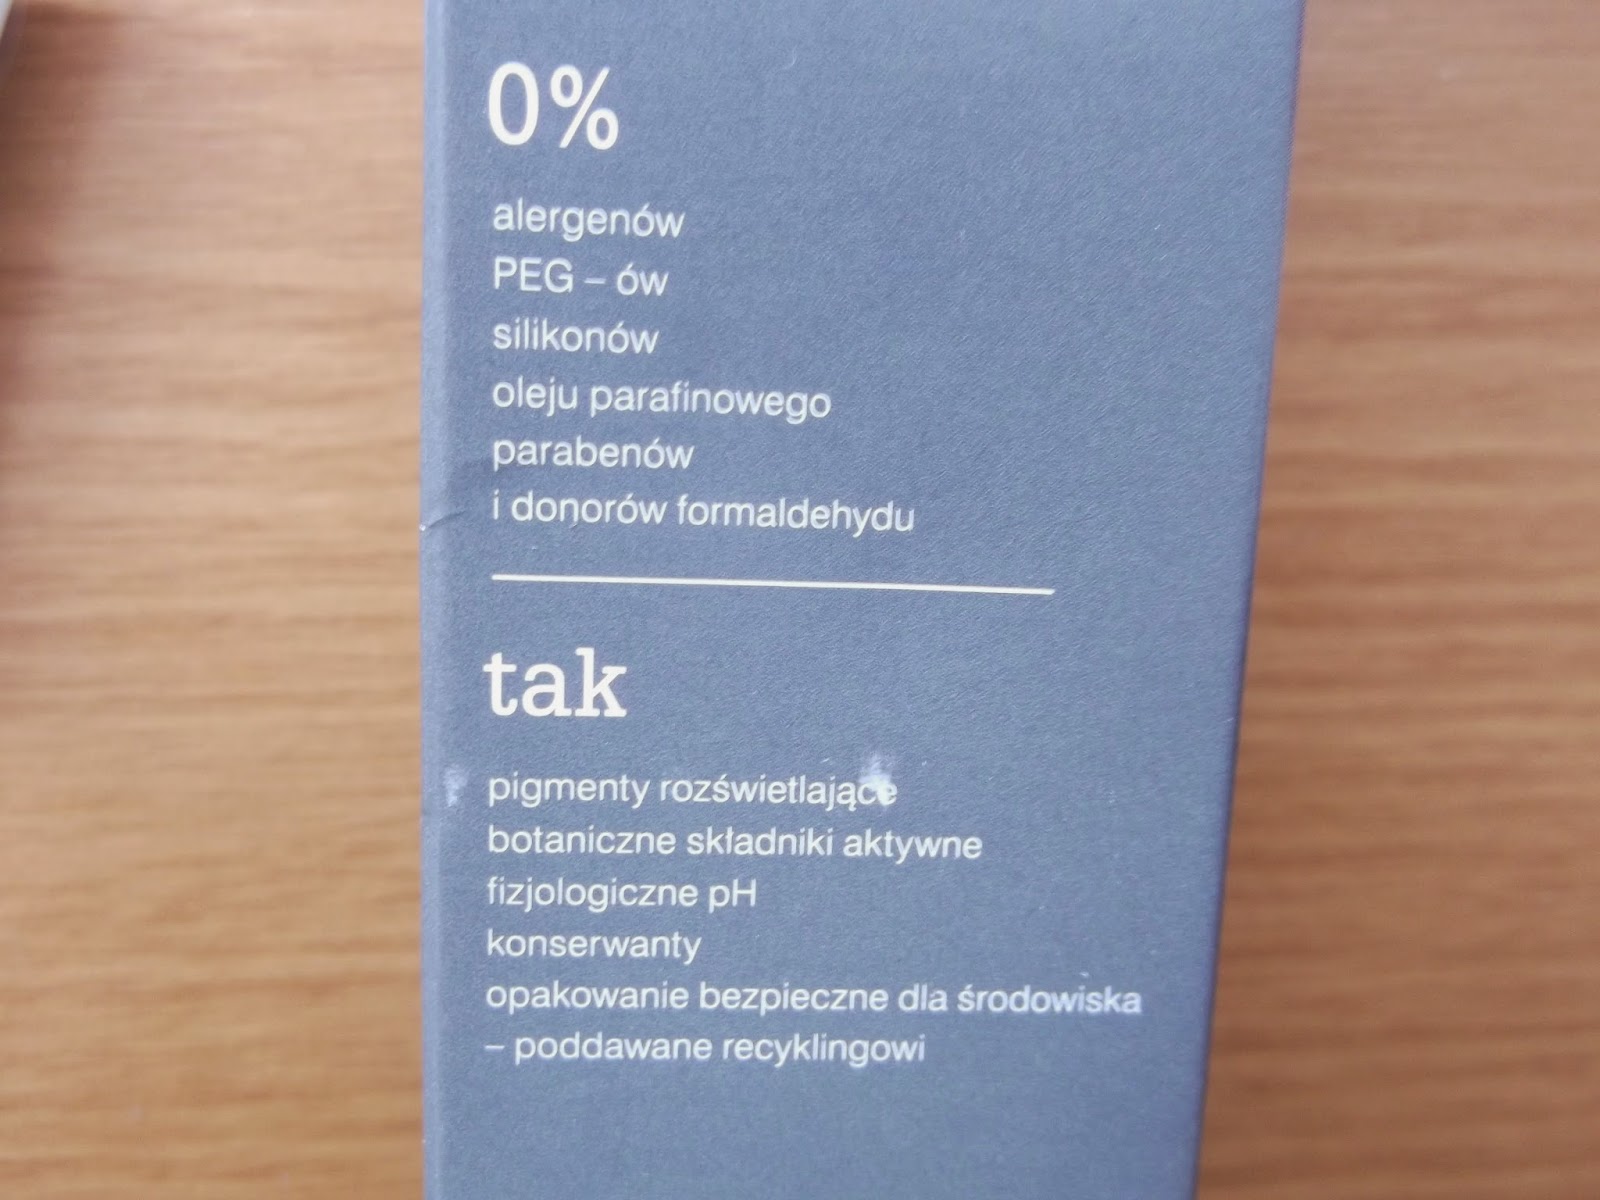 0%
alergenów
PEG – ów
silikonów
oleju parafinowego
parabenów
i donorów formaldehydu
tak
pigmenty rozświetlające
botaniczne składniki aktywne
fizjologiczne pH
konserwanty
opakowanie bezpieczne dla środowiska
– poddawane recyklingowi